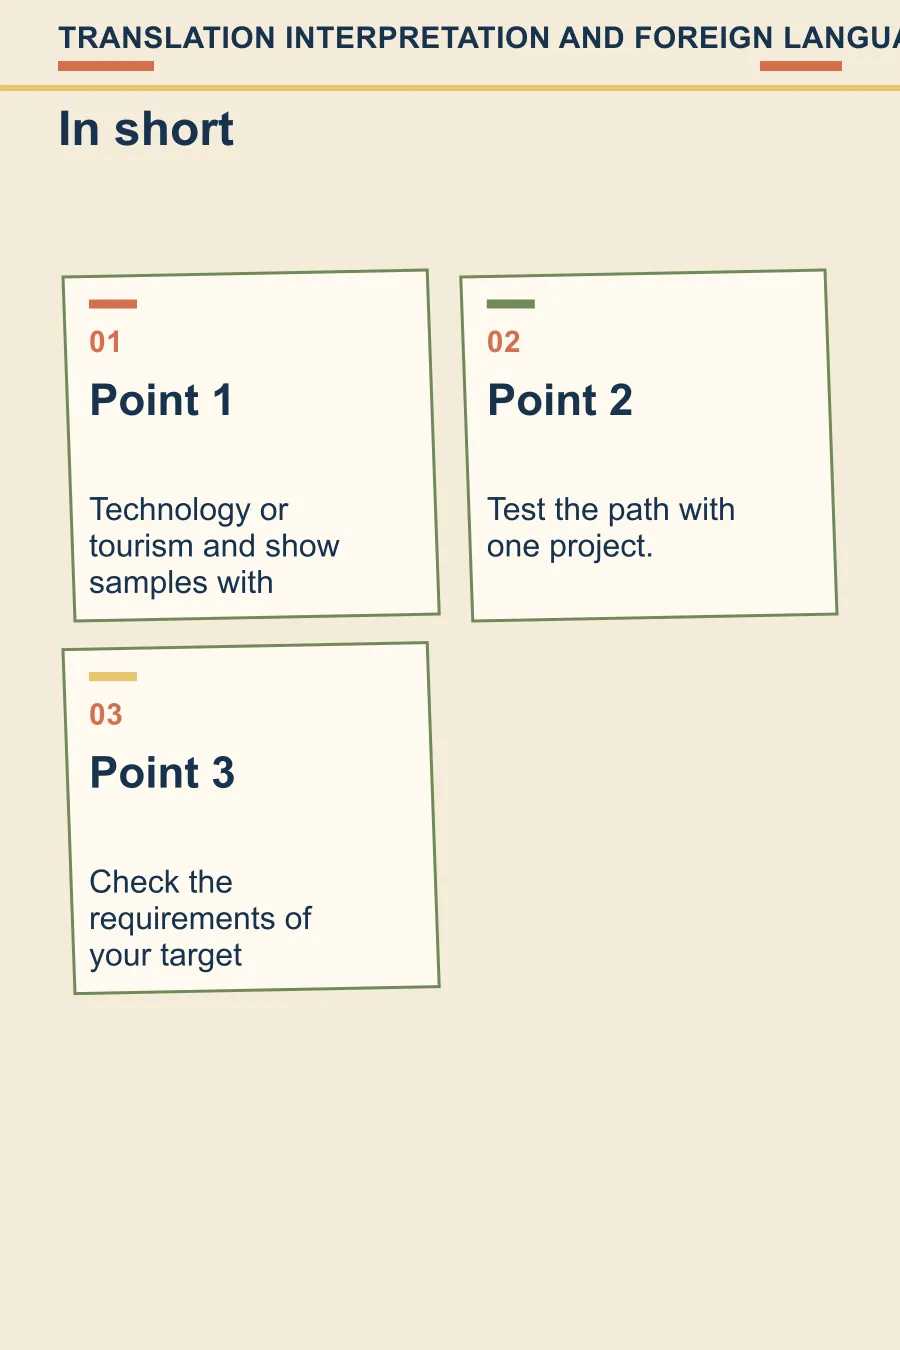 TRANSLATION INTERPRETATION AND FOREIGN LANGUA
In short
01
Point 1
Technology or
tourism and show
samples with
02
Point 2
Test the path with
one project.
03
Point 3
Check the
requirements of
your target